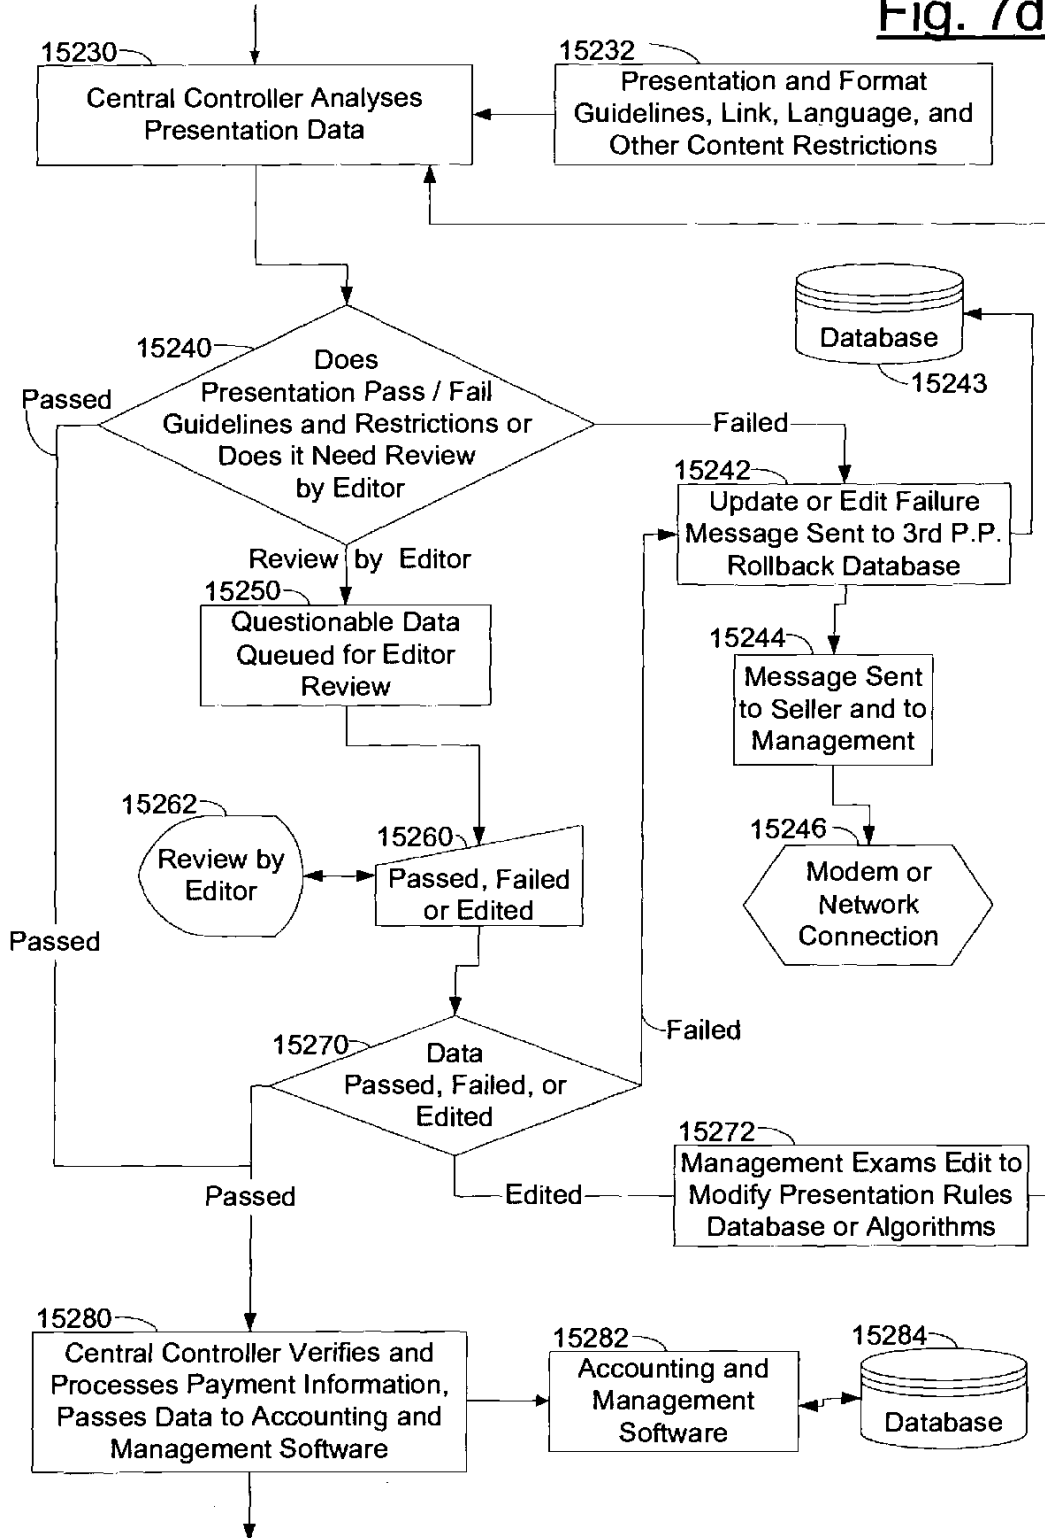 Fig. 7d
15230
Central Controller Analyses
Presentation Data
15232
Presentation and Format
Guidelines, Link, Language, and
Other Content Restrictions
Database
15243
15240
Does
Presentation Pass / Fail
Guidelines and Restrictions or
Does it Need Review
by Editor
Passed
Failed
15242
Update or Edit Failure
Message Sent to 3rd P.P.
Rollback Database
Review by Editor
15250
Questionable Data
Queued for Editor
Review
15244
Message Sent
to Seller and to
Management
15262
Review by
Editor
15260
Passed, Failed
or Edited
15246
Modem or
Network
Connection
Passed
Failed
15270
Data
Passed, Failed, or
Edited
15272
Management Exams Edit to
Modify Presentation Rules
Database or Algorithms
Passed
Edited
15280
Central Controller Verifies and
Processes Payment Information,
Passes Data to Accounting and
Management Software
15282
Accounting and
Management
Software
15284
Database